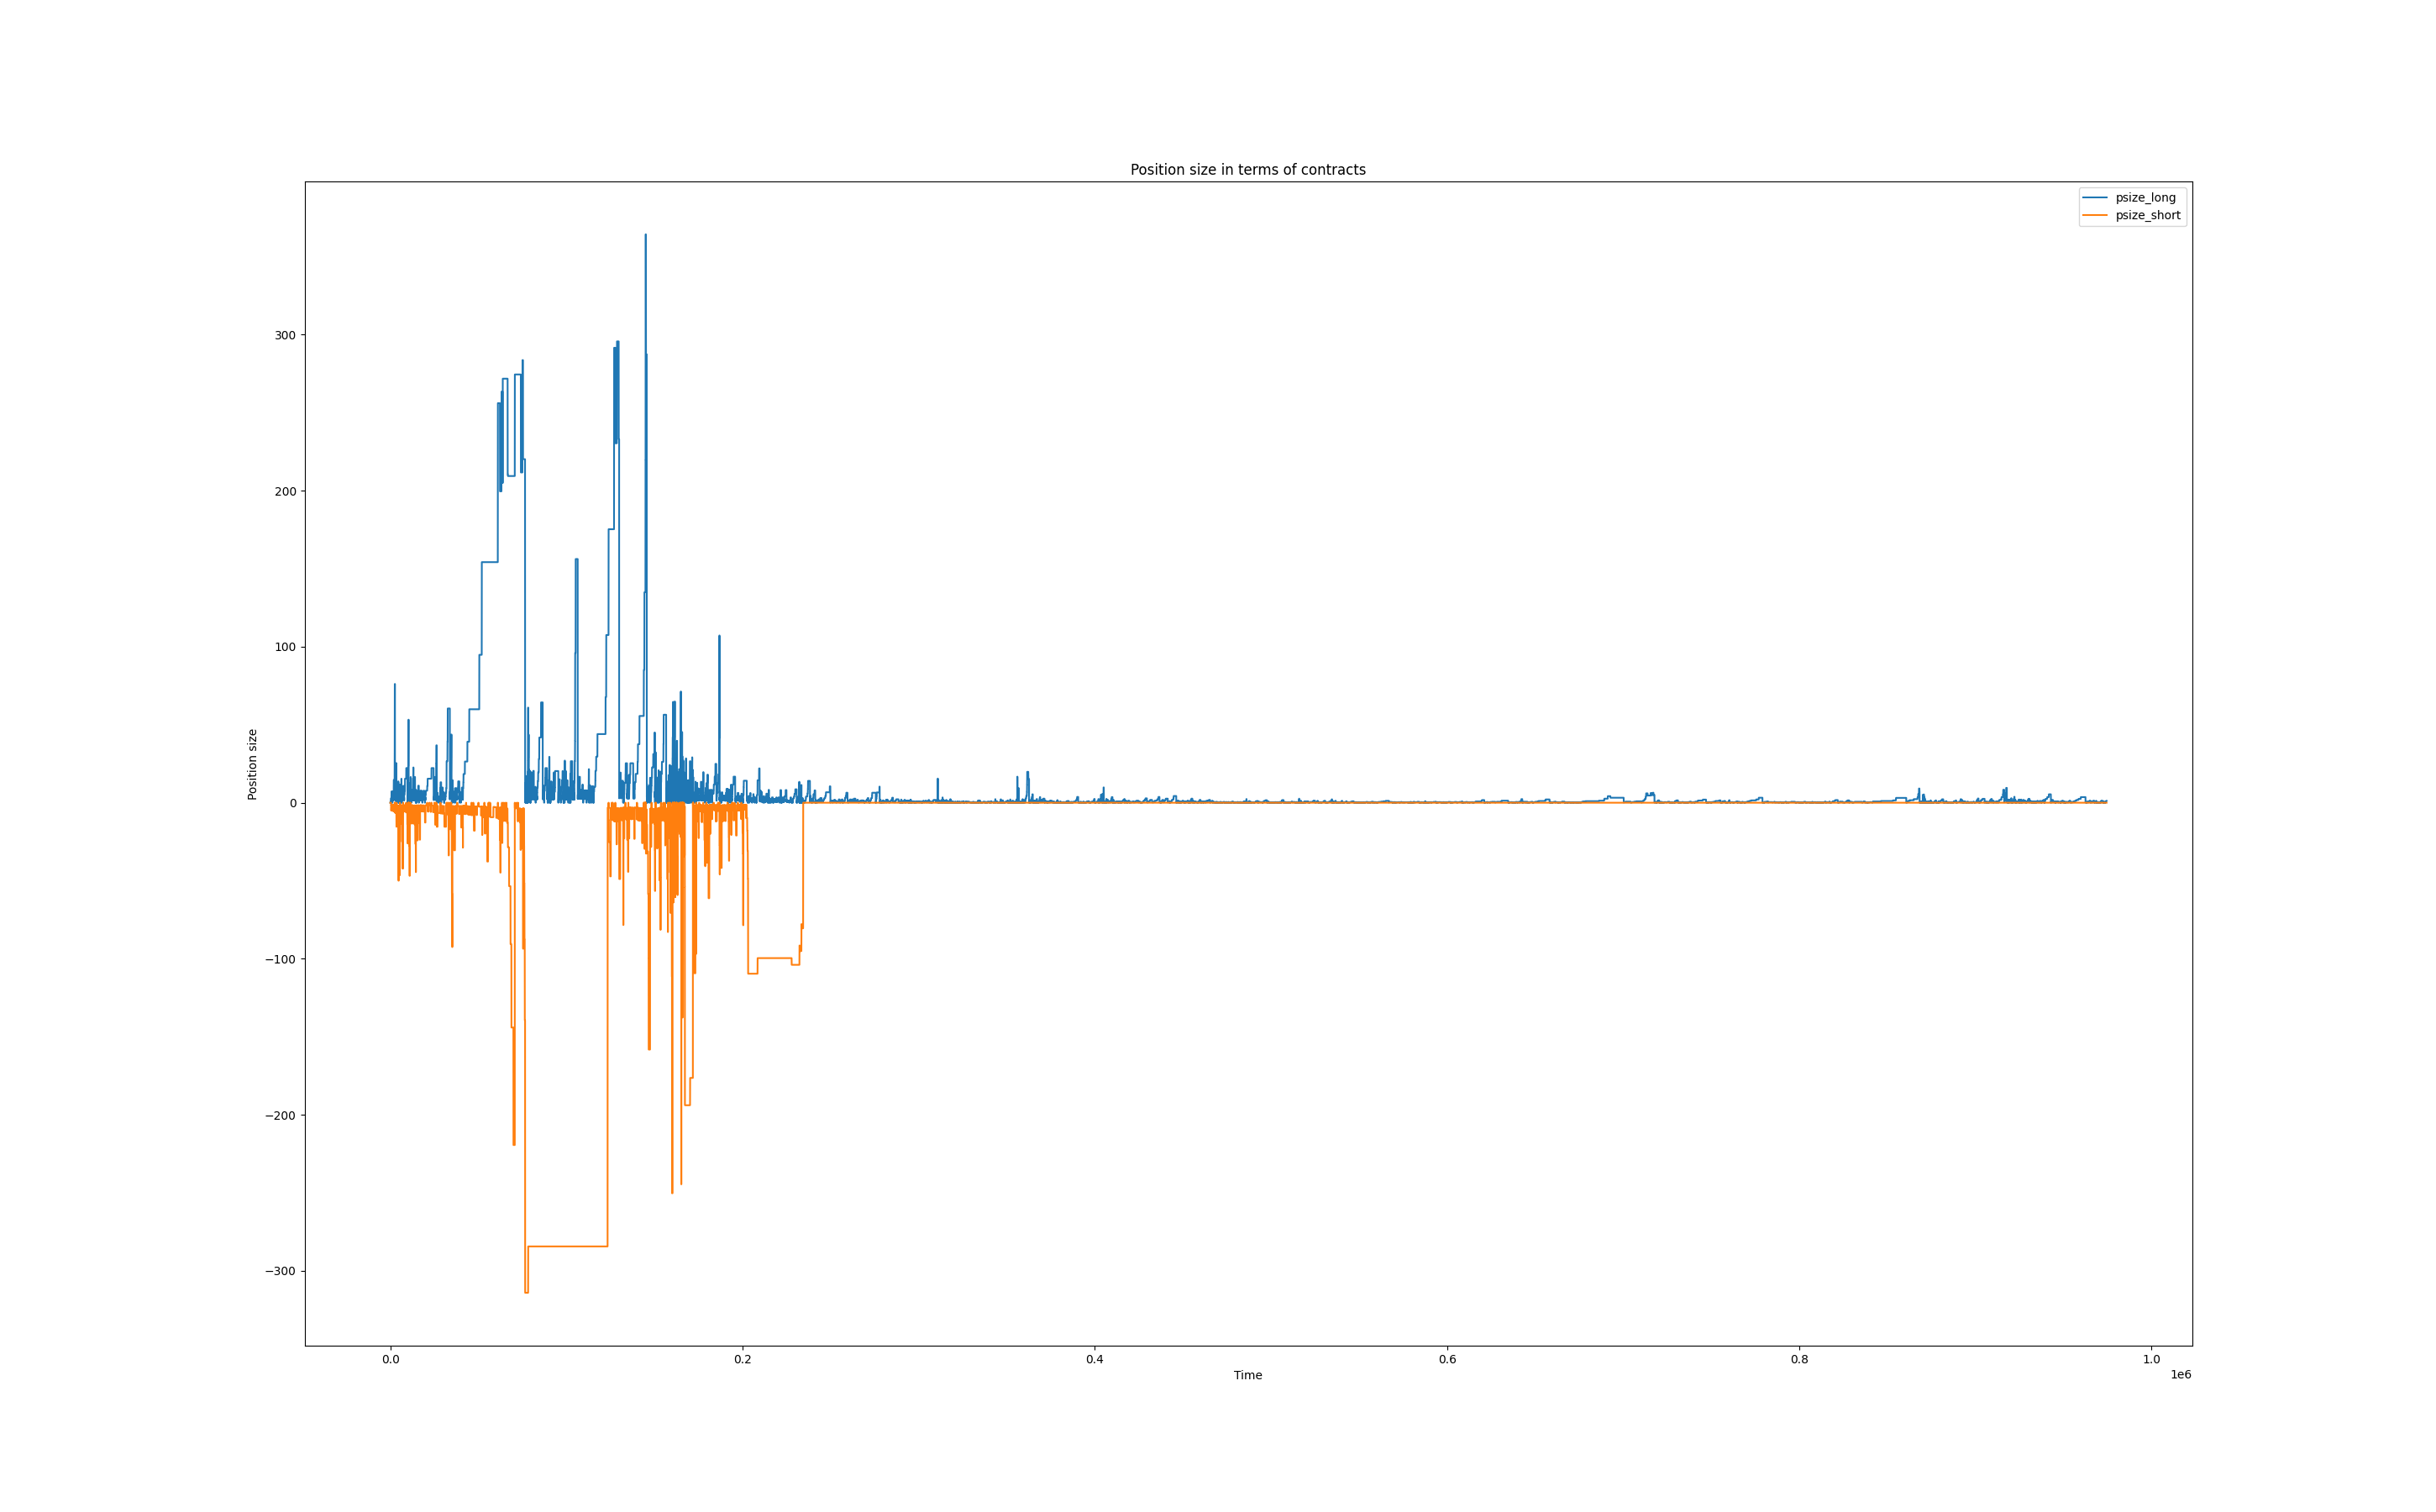 Position size in terms of contracts
psize_long
psize_short
300
200
100
0
−100
−200
−300
Position size
0.0
0.2
0.4
0.6
0.8
1.0
Time
1e6